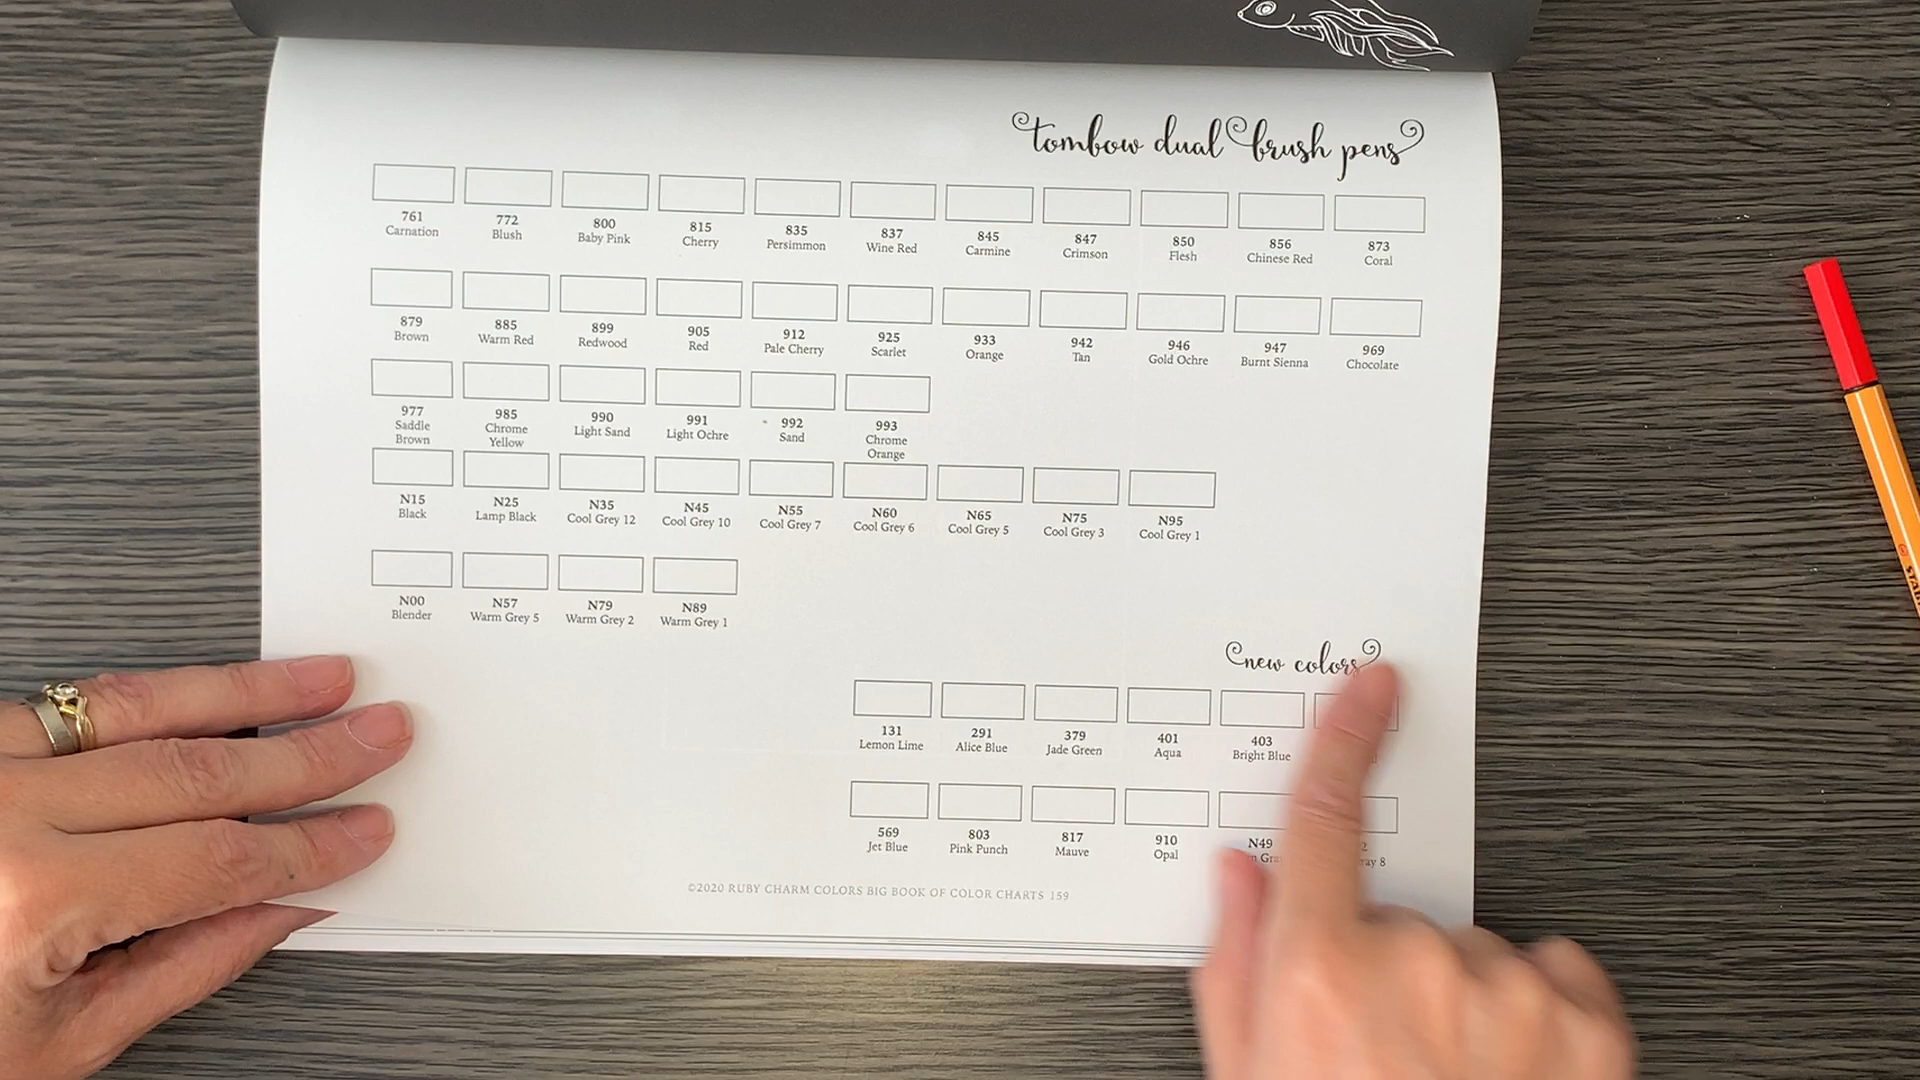 tombow dual brush pens
761 772 800 815 835 837 845 847 850 856 873
Carnation Blush Baby Pink Cherry Persimmon Wine Red Carmine Crimson Flesh Chinese Red Coral
879 885 899 905 912 925 933 942 946 947 969
Brown Warm Red Redwood Red Pale Cherry Scarlet Orange Tan Gold Ochre Burnt Sienna Chocolate
977 985 990 991 992 993
Saddle Chrome Light Sand Light Ochre Sand Chrome
Brown Yellow Orange
N15 N25 N35 N45 N55 N60 N65 N75 N95
Black Lamp Black Cool Grey 12 Cool Grey 10 Cool Grey 7 Cool Grey 6 Cool Grey 5 Cool Grey 3 Cool Grey 1
N00 N57 N79 N89
Blender Warm Grey 5 Warm Grey 2 Warm Grey 1
new colors
131 291 379 401 403
Lemon Lime Alice Blue Jade Green Aqua Bright Blue
569 803 817 910 N49
Jet Blue Pink Punch Mauve Opal 8
©2020 RUBY CHARM COLORS BIG BOOK OF COLOR CHARTS 159